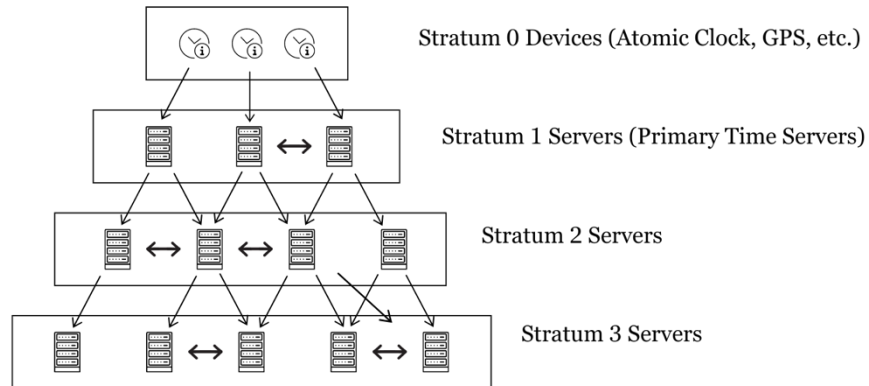 Stratum 0 Devices (Atomic Clock, GPS, etc.)
Stratum 1 Servers (Primary Time Servers)
Stratum 2 Servers
Stratum 3 Servers